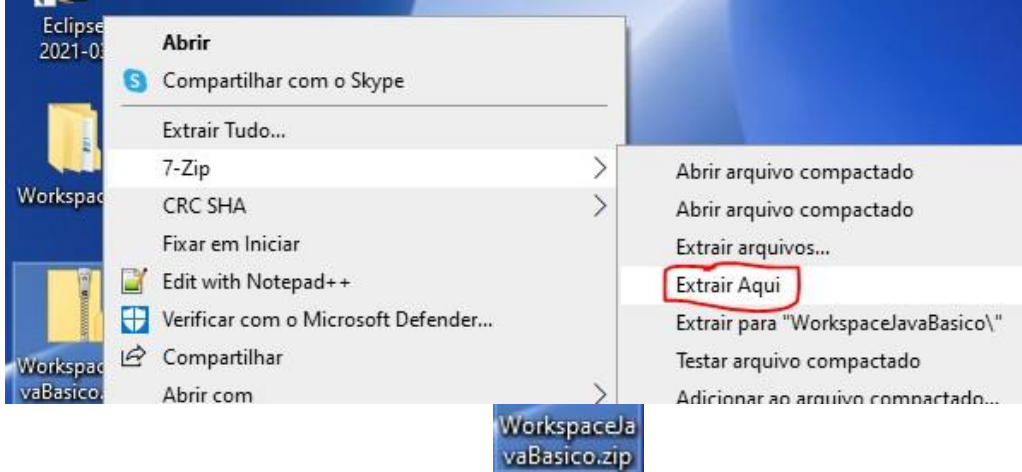 Eclipse
2021-03
Workspac
Workspac
vaBasico.
Abrir
Compartilhar com o Skype
Extrair Tudo...
7-Zip
CRC SHA
Fixar em Iniciar
Edit with Notepad++
Verificar com o Microsoft Defender...
Compartilhar
Abrir com
Abrir arquivo compactado
Abrir arquivo compactado
Extrair arquivos...
Extrair Aqui
Extrair para "WorkspaceJavaBasico\"
Testar arquivo compactado
Adicionar ao arquivo compactado...
WorkspaceJa
vaBasico.zip